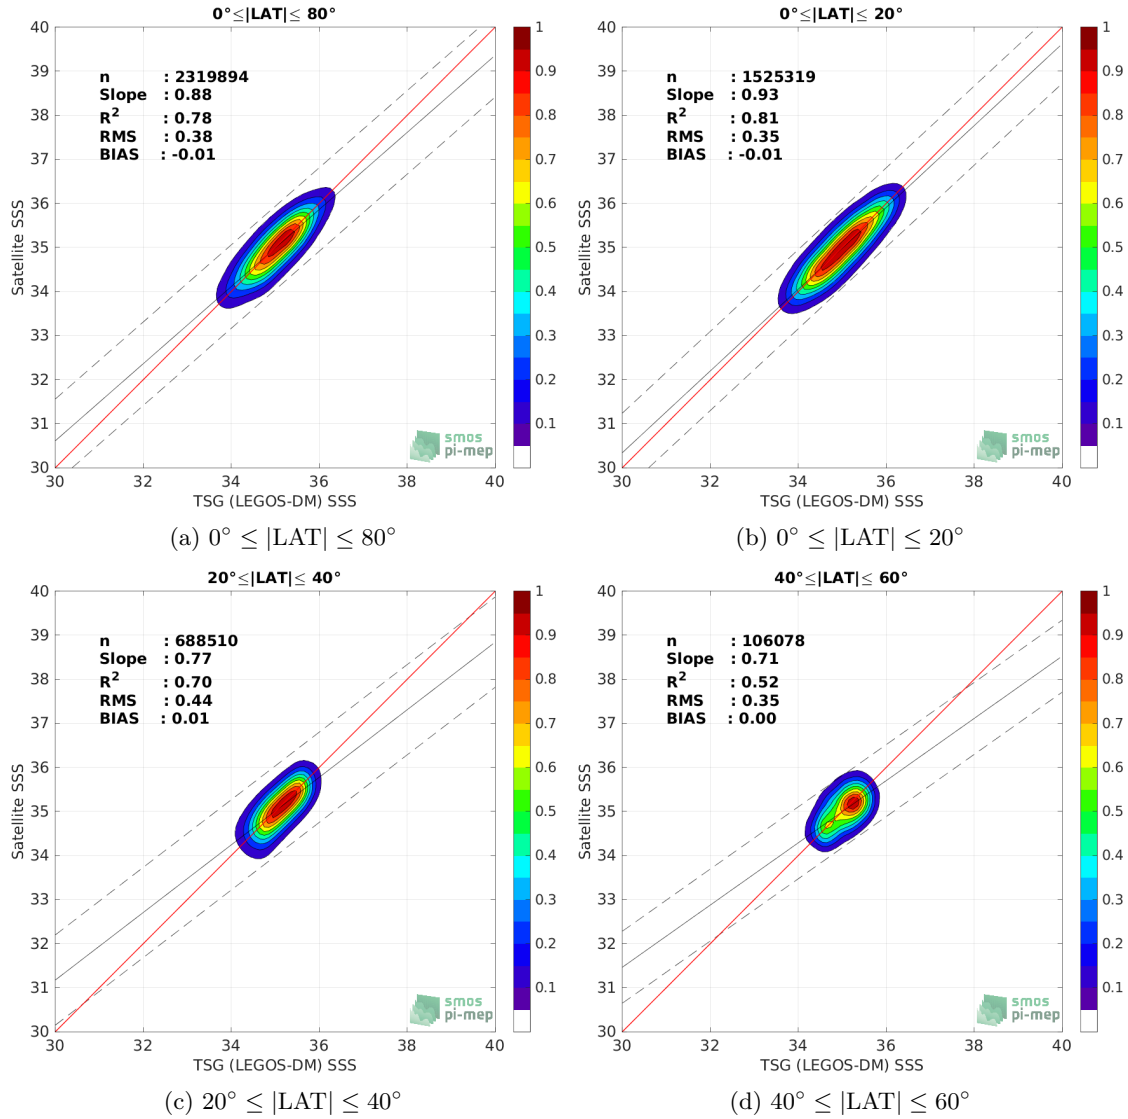 0°≤|LAT|≤ 80°
n : 2319894
Slope : 0.88
R² : 0.78
RMS : 0.38
BIAS : -0.01
Satellite SSS
40
39
38
37
36
35
34
33
32
31
30
30 32 34 36 38 40
TSG (LEGOS-DM) SSS
1
0.9
0.8
0.7
0.6
0.5
0.4
0.3
0.2
0.1
smos
pi-mep
(a) 0° ≤ |LAT| ≤ 80°
0°≤|LAT|≤ 20°
n : 1525319
Slope : 0.93
R² : 0.81
RMS : 0.35
BIAS : -0.01
Satellite SSS
40
39
38
37
36
35
34
33
32
31
30
30 32 34 36 38 40
TSG (LEGOS-DM) SSS
1
0.9
0.8
0.7
0.6
0.5
0.4
0.3
0.2
0.1
smos
pi-mep
(b) 0° ≤ |LAT| ≤ 20°
20°≤|LAT|≤ 40°
n : 688510
Slope : 0.77
R² : 0.70
RMS : 0.44
BIAS : 0.01
Satellite SSS
40
39
38
37
36
35
34
33
32
31
30
30 32 34 36 38 40
TSG (LEGOS-DM) SSS
1
0.9
0.8
0.7
0.6
0.5
0.4
0.3
0.2
0.1
smos
pi-mep
(c) 20° ≤ |LAT| ≤ 40°
40°≤|LAT|≤ 60°
n : 106078
Slope : 0.71
R² : 0.52
RMS : 0.35
BIAS : 0.00
Satellite SSS
40
39
38
37
36
35
34
33
32
31
30
30 32 34 36 38 40
TSG (LEGOS-DM) SSS
1
0.9
0.8
0.7
0.6
0.5
0.4
0.3
0.2
0.1
smos
pi-mep
(d) 40° ≤ |LAT| ≤ 60°